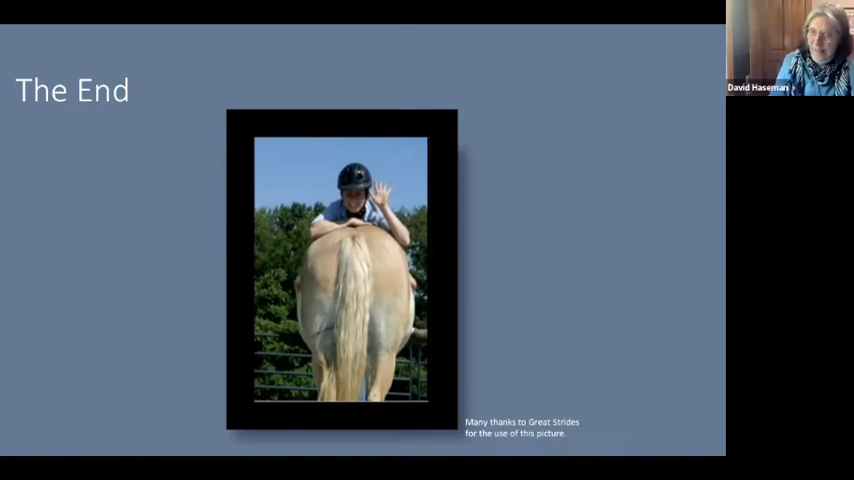 The End
David Haseman
Many thanks to Great Strides
for the use of this picture.